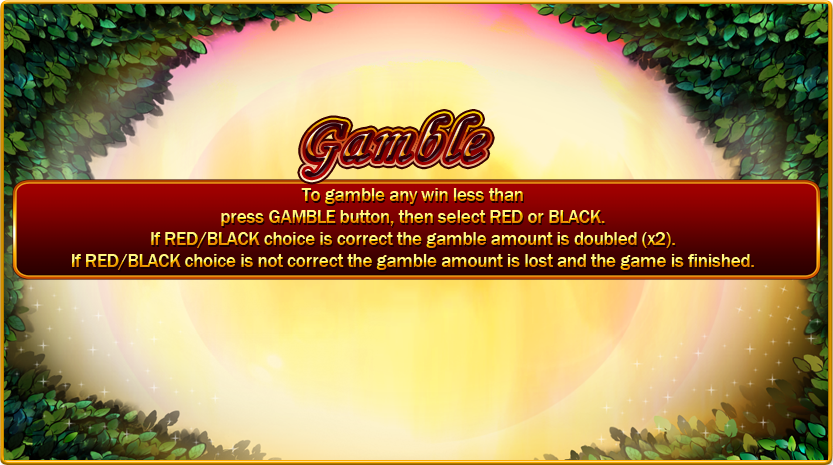 Gamble
To gamble any win less than
press GAMBLE button, then select RED or BLACK.
If RED/BLACK choice is correct the gamble amount is doubled (x2).
If RED/BLACK choice is not correct the gamble amount is lost and the game is finished.